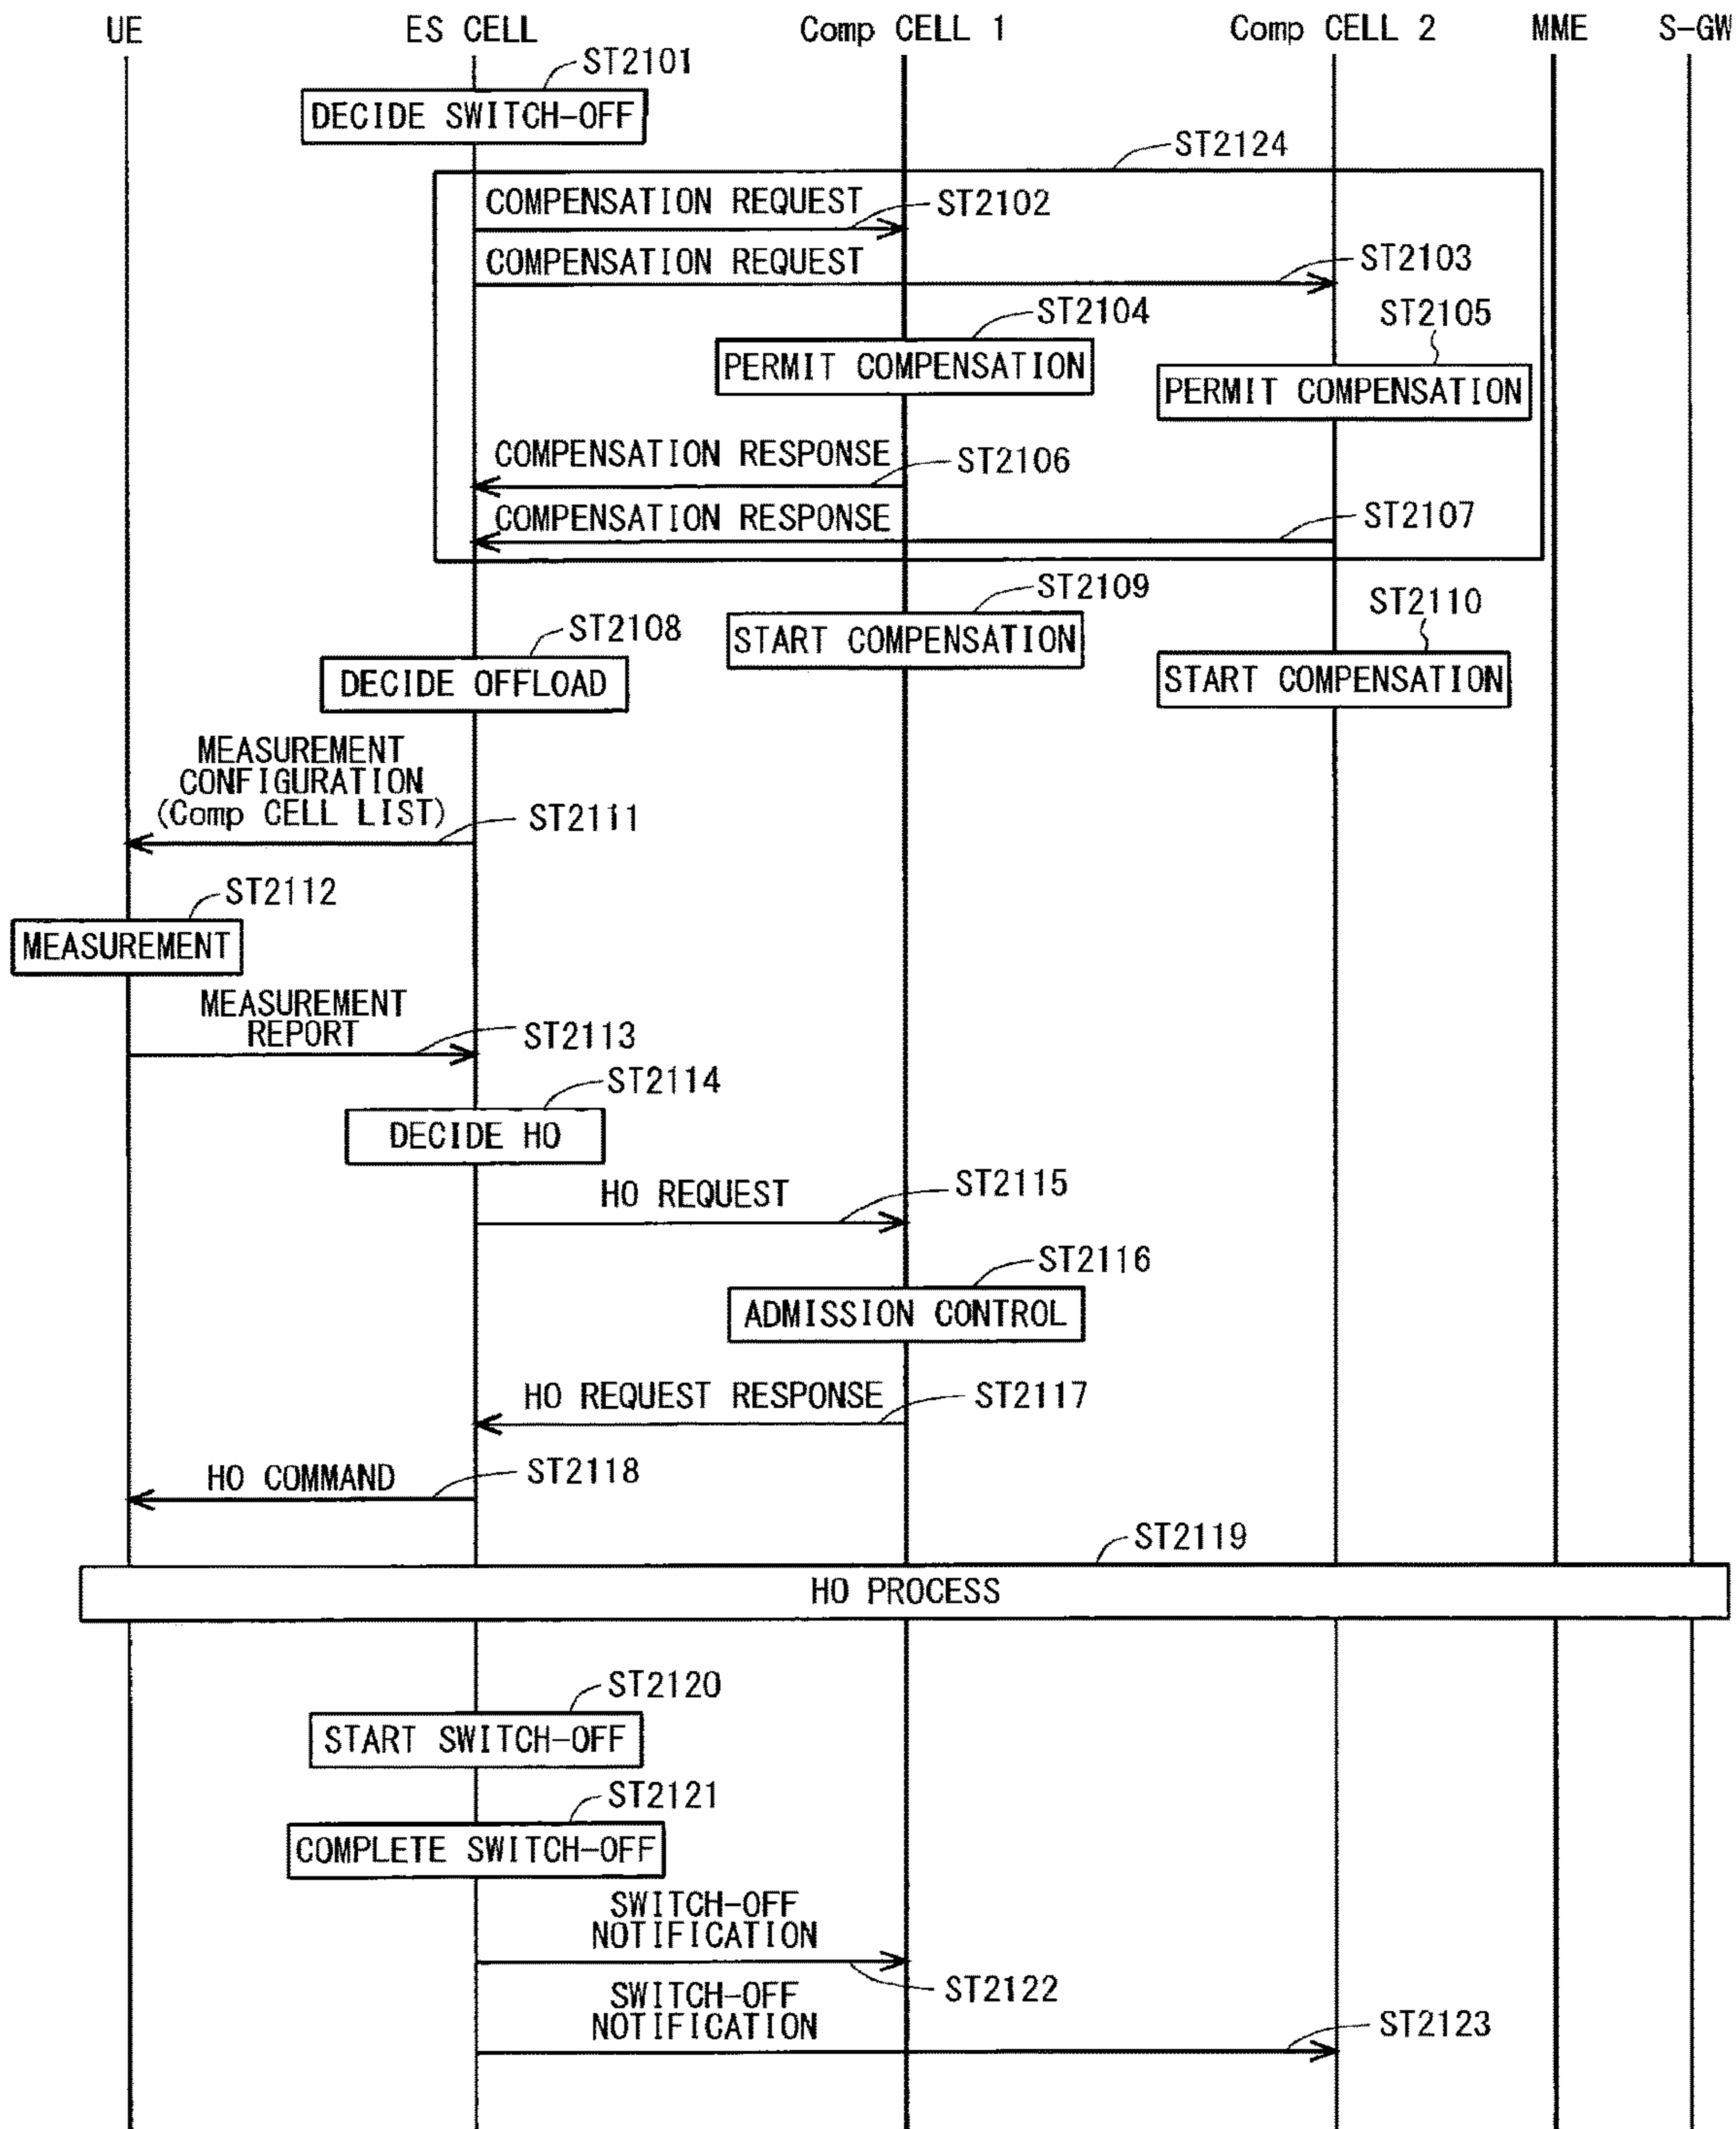 UE
ES CELL
Comp CELL 1
Comp CELL 2
MME
S-GW
ST2101
DECIDE SWITCH-OFF
ST2124
COMPENSATION REQUEST
ST2102
COMPENSATION REQUEST
ST2103
ST2104
ST2105
PERMIT COMPENSATION
PERMIT COMPENSATION
COMPENSATION RESPONSE
ST2106
COMPENSATION RESPONSE
ST2107
ST2109
ST2110
ST2108
START COMPENSATION
START COMPENSATION
DECIDE OFFLOAD
MEASUREMENT
CONFIGURATION
(Comp CELL LIST)
ST2111
ST2112
MEASUREMENT
MEASUREMENT
REPORT
ST2113
ST2114
DECIDE HO
HO REQUEST
ST2115
ST2116
ADMISSION CONTROL
HO REQUEST RESPONSE
ST2117
HO COMMAND
ST2118
ST2119
HO PROCESS
ST2120
START SWITCH-OFF
ST2121
COMPLETE SWITCH-OFF
SWITCH-OFF
NOTIFICATION
ST2122
SWITCH-OFF
NOTIFICATION
ST2123